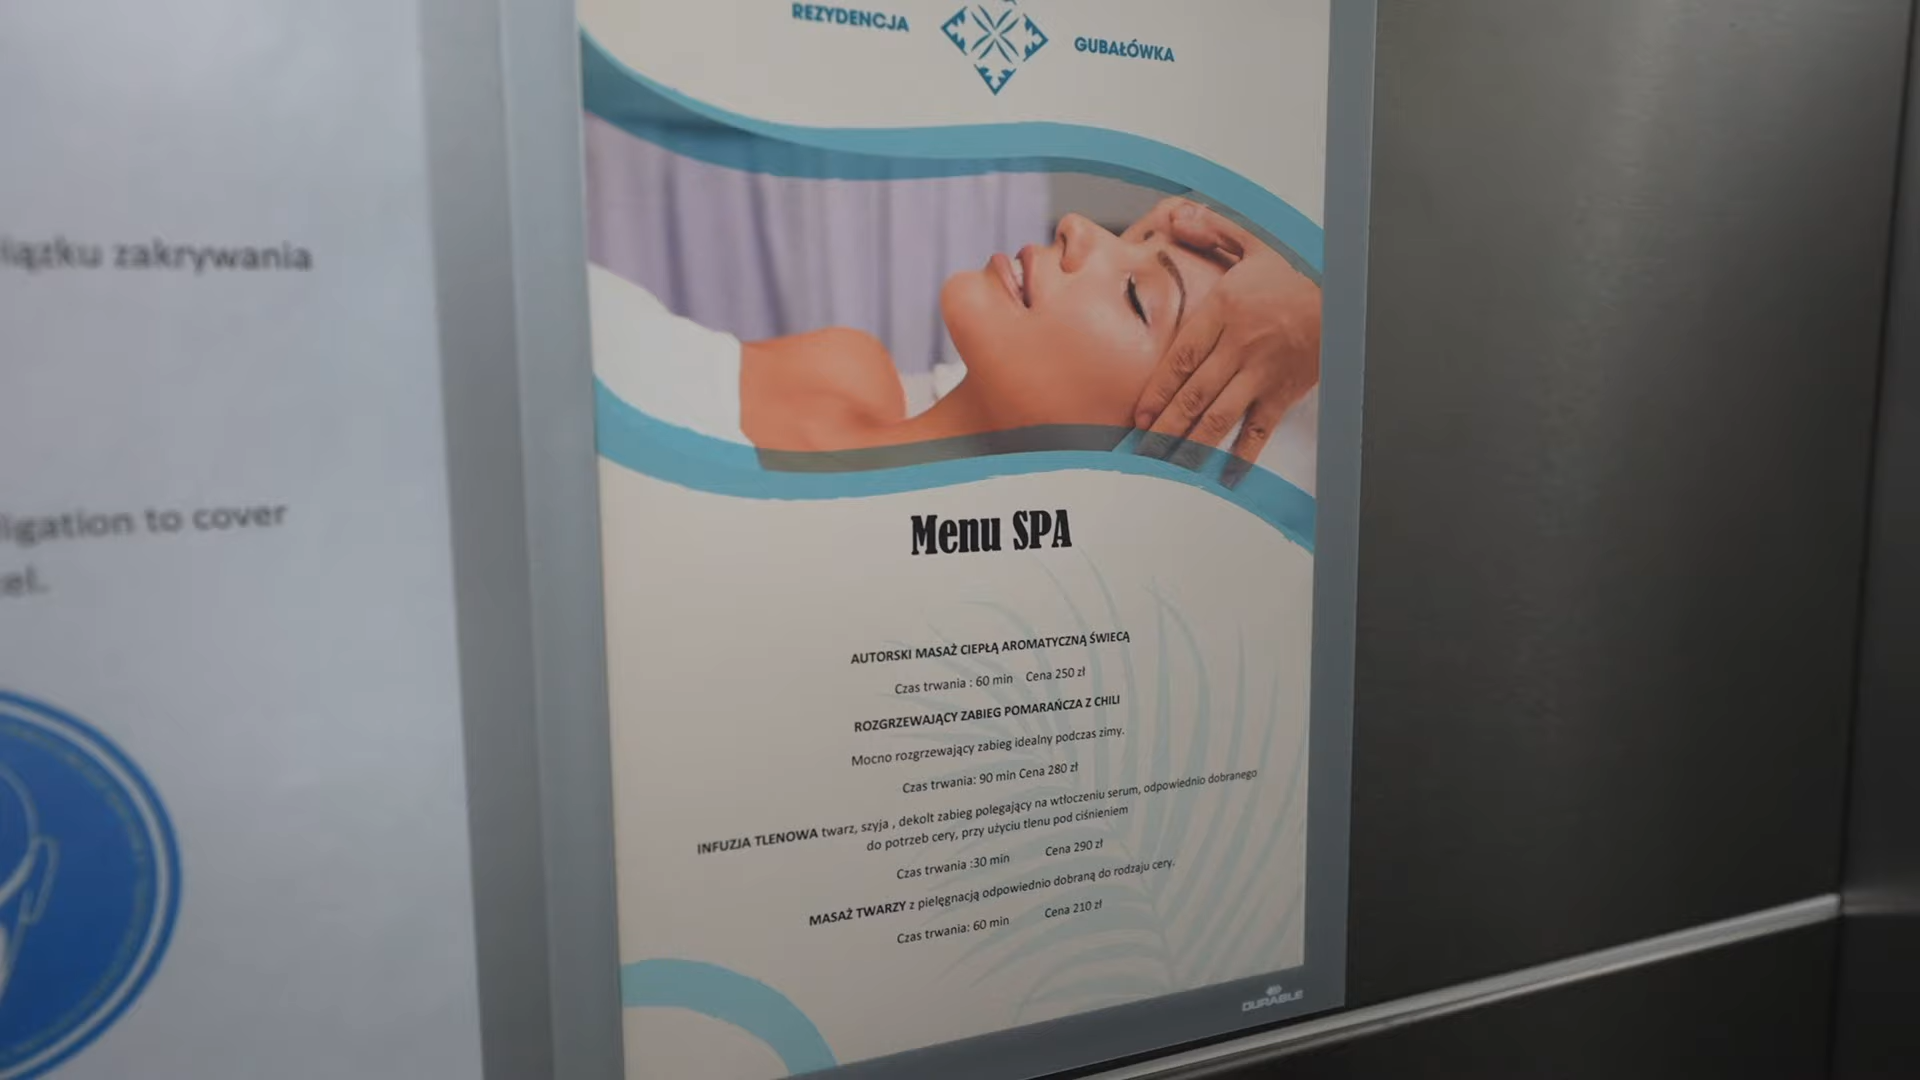 zakrywania
to cover
REZYDENCJA
GUBAŁÓWKA
Menu SPA
AUTORSKI MASAŻ CIEPŁĄ AROMATYCZNĄ ŚWIECĄ
Czas trwania : 60 min Cena 250 zł
ROZGRZEWAJĄCY ZABIEG POMARAŃCZA Z CHILI
Mocno rozgrzewający zabieg idealny podczas zimy.
Czas trwania: 90 min Cena 280 zł
INFUZJA TLENOWA twarz, szyja , dekolt zabieg polegający na wtłoczeniu serum, odpowiednio dobranego
do potrzeb cery, przy użyciu tlenu pod ciśnieniem
Czas trwania :30 min Cena 290 zł
MASAŻ TWARZY z pielęgnacją odpowiednio dobraną do rodzaju cery.
Czas trwania: 60 min Cena 210 zł
DURABLE